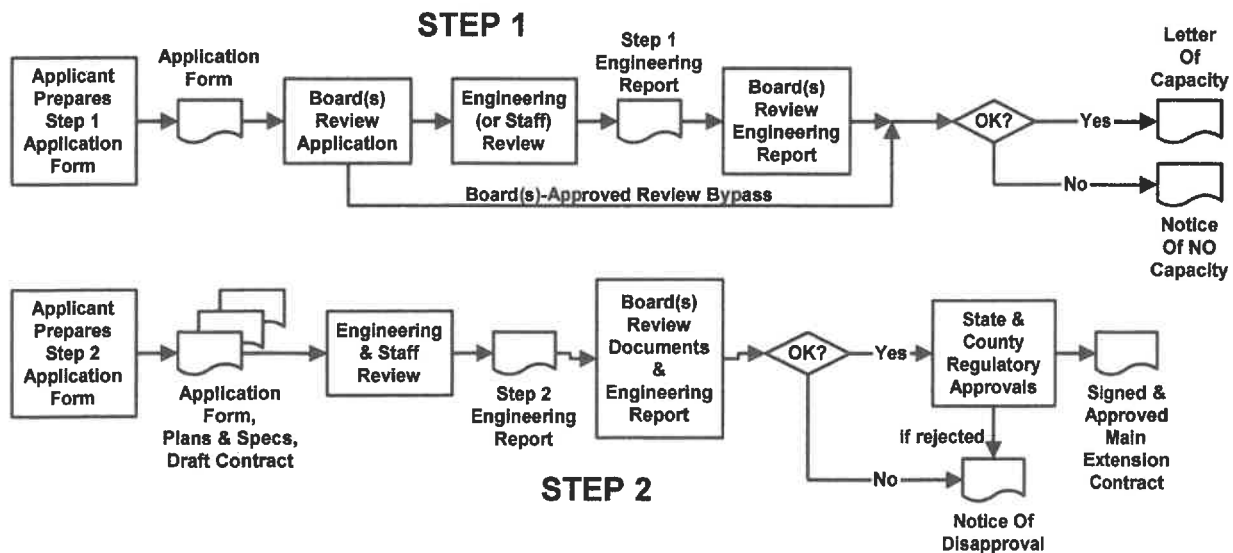 STEP 1
Applicant
Prepares
Step 1
Application
Form
Application
Form
Board(s)
Review
Application
Engineering
(or Staff)
Review
Step 1
Engineering
Report
Board(s)
Review
Engineering
Report
OK?
Yes
Letter
Of
Capacity
No
Notice
Of NO
Capacity
Board(s)-Approved Review Bypass
Applicant
Prepares
Step 2
Application
Form
Application
Form,
Plans & Specs,
Draft Contract
Engineering
& Staff
Review
Step 2
Engineering
Report
Board(s)
Review
Documents
&
Engineering
Report
OK?
Yes
State &
County
Regulatory
Approvals
Signed &
Approved
Main
Extension
Contract
if rejected
No
Notice Of
Disapproval
STEP 2